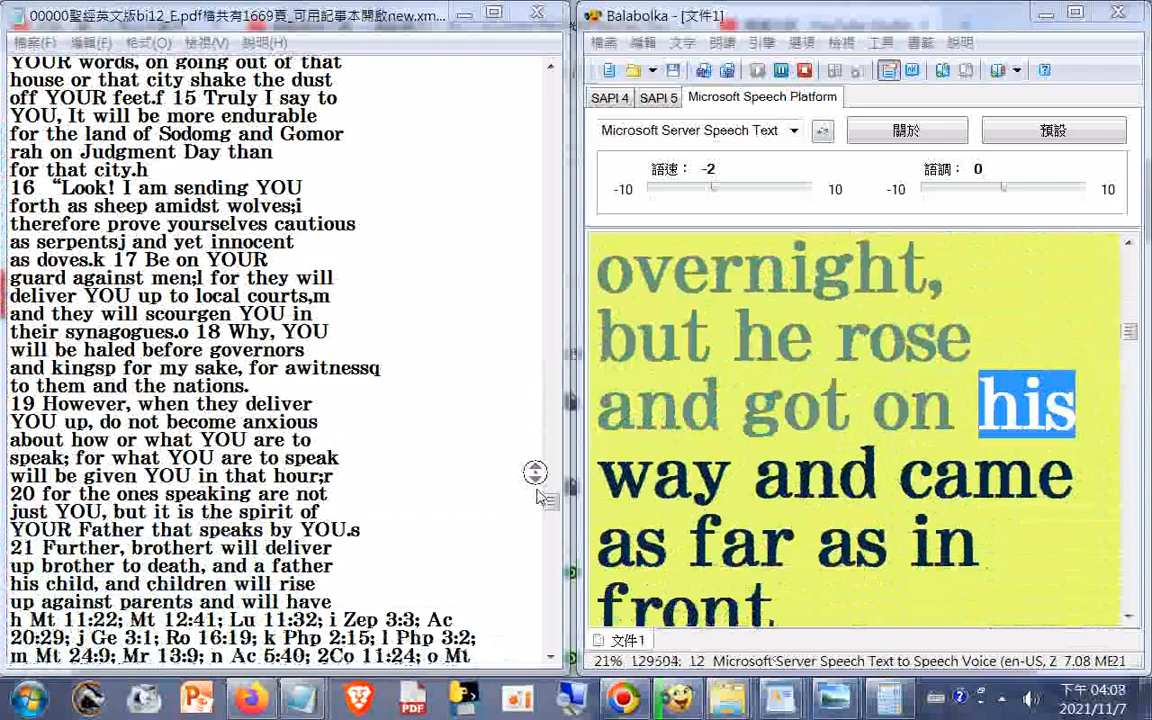 00000聖經英文版bi12_E.pdf檔共有1669頁_可用記事本開啟new.xm...
檔案(F) 編輯(E) 格式(O) 檢視(V) 說明(H)
YOUR words, on going out of that
house or that city shake the dust
off YOUR feet.f 15 Truly I say to
YOU, It will be more endurable
for the land of Sodomg and Gomor
rah on Judgment Day than
for that city.h
16 “Look! I am sending YOU
forth as sheep amidst wolves;i
therefore prove yourselves cautious
as serpentsj and yet innocent
as doves.k 17 Be on YOUR
guard against men;l for they will
deliver YOU up to local courts,m
and they will scourgen YOU in
their synagogues.o 18 Why, YOU
will be haled before governors
and kingsp for my sake, for awitnessq
to them and the nations.
19 However, when they deliver
YOU up, do not become anxious
about how or what YOU are to
speak; for what YOU are to speak
will be given YOU in that hour;r
20 for the ones speaking are not
just YOU, but it is the spirit of
YOUR Father that speaks by YOU.s
21 Further, brothert will deliver
up brother to death, and a father
his child, and children will rise
up against parents and will have
h Mt 11:22; Mt 12:41; Lu 11:32; i Zep 3:3; Ac
20:29; j Ge 3:1; Ro 16:19; k Php 2:15; l Php 3:2;
m Mt 24:9; Mr 13:9; n Ac 5:40; 2Co 11:24; o Mt
Balabolka - [文件1]
檔案 編輯 文字 朗讀 引擎 選項 檢視 工具 書籤 說明
SAPI 4 SAPI 5 Microsoft Speech Platform
Microsoft Server Speech Text 關於 預設
語速: -2 語調: 0
-10 10 -10 10
overnight,
but he rose
and got on his
way and came
as far as in
front
文件1
21% 129504: 12 Microsoft Server Speech Text to Speech Voice (en-US, Z 7.08 ME21
PDF
下午 04:08
2021/11/7